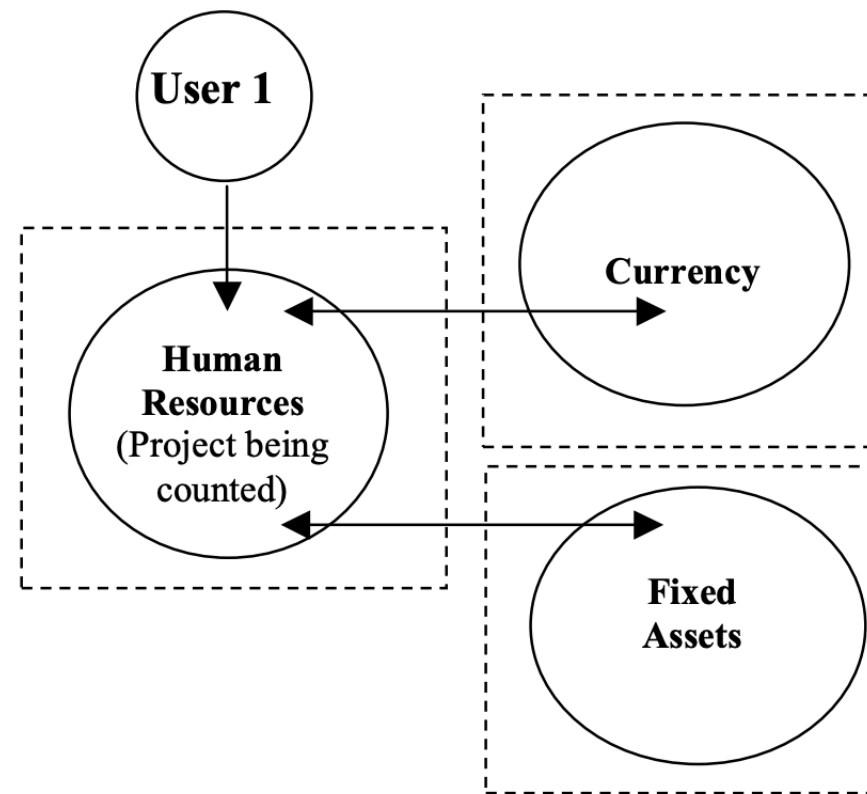 User 1
Currency
Human
Resources
(Project being
counted)
Fixed
Assets